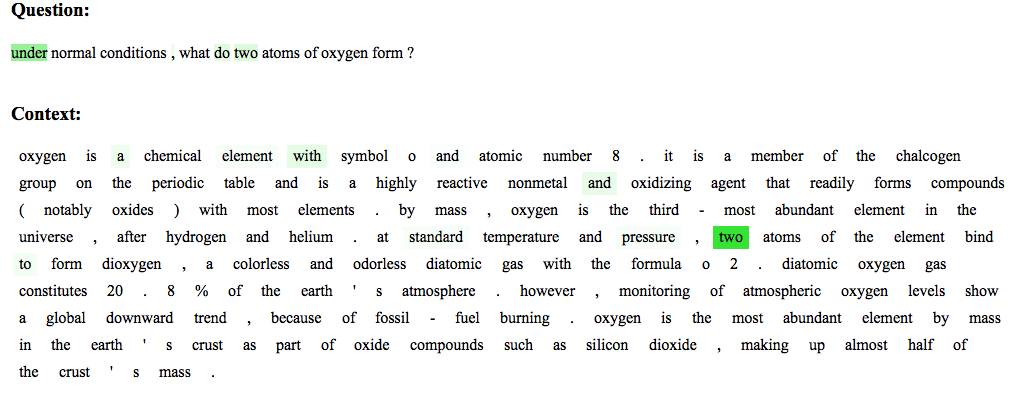 Question:
under normal conditions , what do two atoms of oxygen form ?
Context:
oxygen is a chemical element with symbol o and atomic number 8 . it is a member of the chalcogen
group on the periodic table and is a highly reactive nonmetal and oxidizing agent that readily forms compounds
( notably oxides ) with most elements . by mass , oxygen is the third - most abundant element in the
universe , after hydrogen and helium . at standard temperature and pressure , two atoms of the element bind
to form dioxygen , a colorless and odorless diatomic gas with the formula o 2 . diatomic oxygen gas
constitutes 20 . 8 % of the earth ' s atmosphere . however , monitoring of atmospheric oxygen levels show
a global downward trend , because of fossil - fuel burning . oxygen is the most abundant element by mass
in the earth ' s crust as part of oxide compounds such as silicon dioxide , making up almost half of
the crust ' s mass .